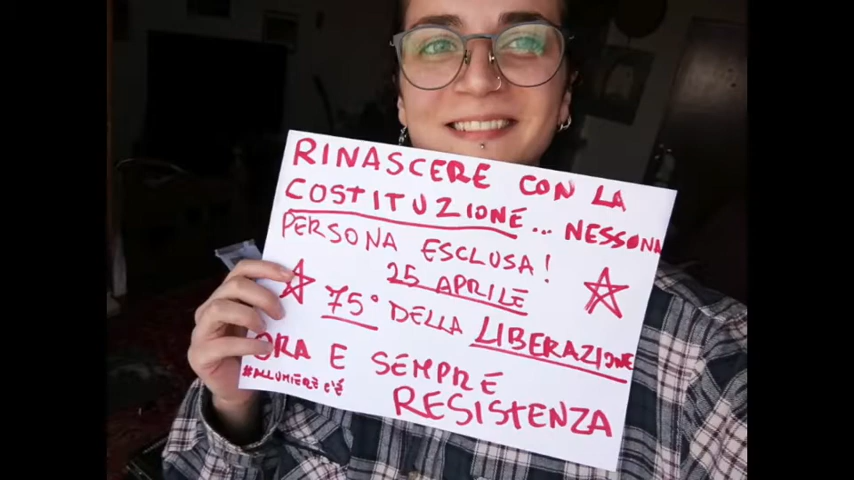 RINASCERE CON LA
COSTITUZIONE... NESSUNA
PERSONA ESCLUSA!
25 APRILE
75° DELLA LIBERAZIONE
ORA E SEMPRE
#ALLUMIERE C'É
RESISTENZA